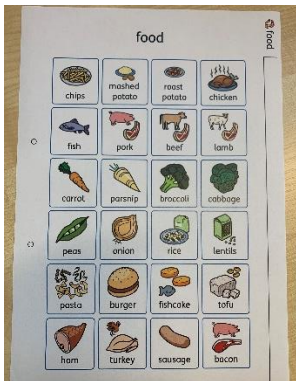 food
food
chips
mashed
potato
roast
potato
chicken
fish
pork
beef
lamb
carrot
parsnip
broccoli
cabbage
peas
onion
rice
lentils
pasta
burger
fishcake
tofu
ham
turkey
sausage
bacon